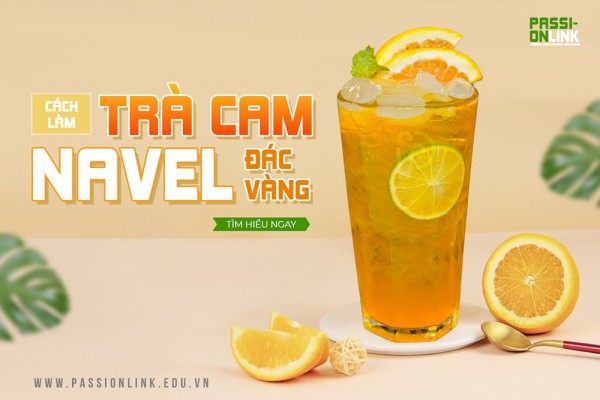 PASSI-
ONLINK
CÁCH
LÀM
TRÀ CAM
NAVEL
ĐÁC
VÀNG
TÌM HIỂU NGAY
WWW.PASSIONLINK.EDU.VN